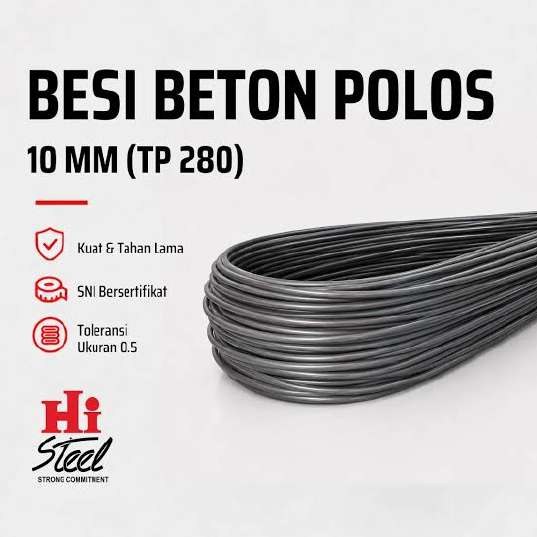 BESI BETON POLOS
10 MM (TP 280)
Kuat & Tahan Lama
SNI Bersertifikat
Toleransi
Ukuran 0.5
Hi
Steel
STRONG COMMITMENT